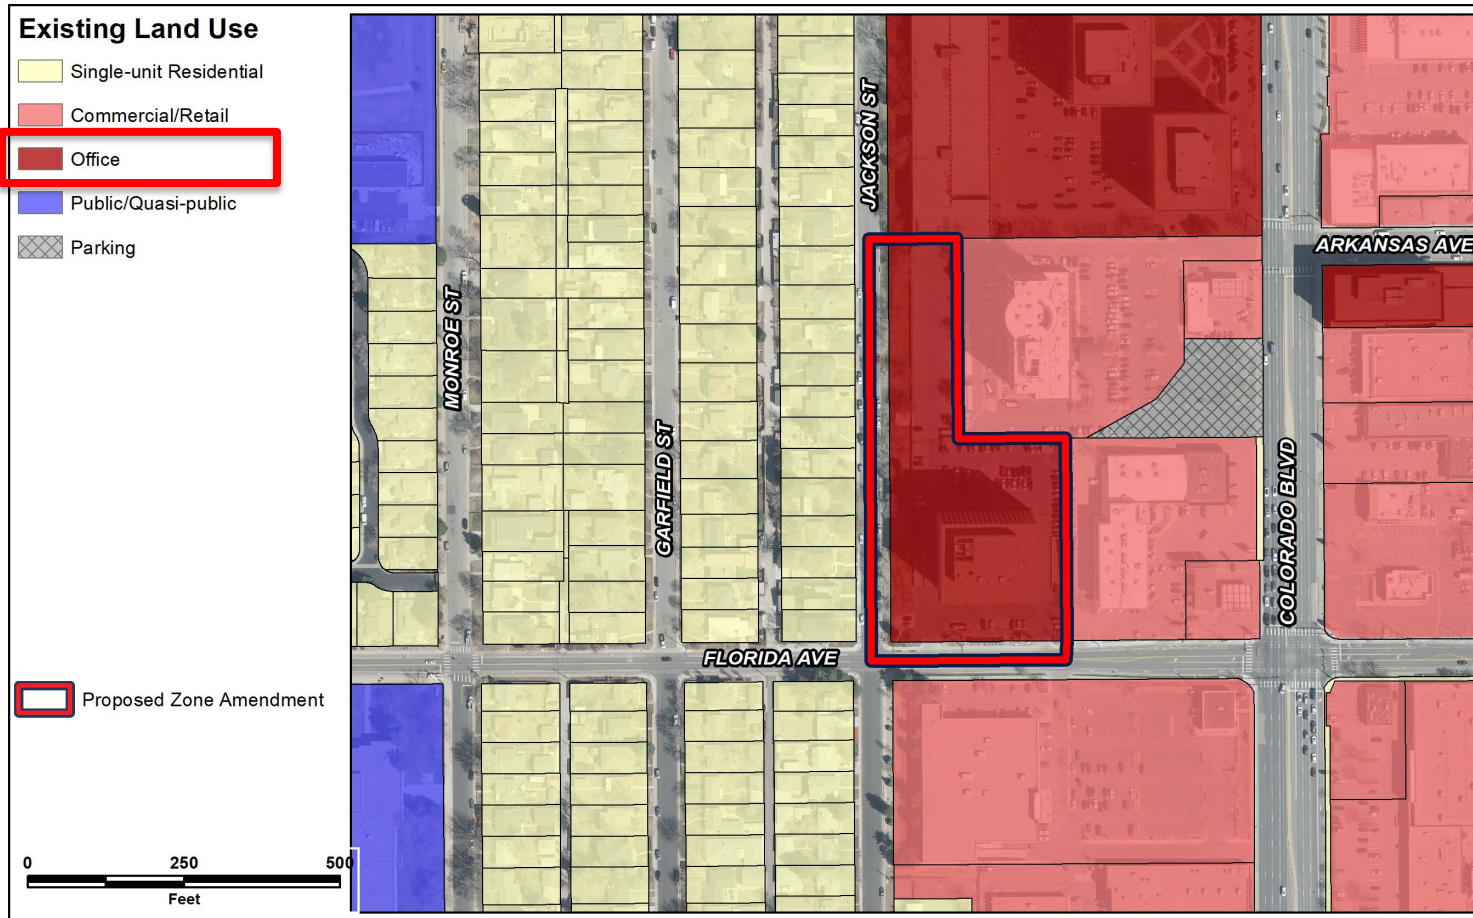 Existing Land Use
Single-unit Residential
Commercial/Retail
Office
Public/Quasi-public
Parking
Proposed Zone Amendment
0 250 500
Feet
MONROE ST
GARFIELD ST
JACKSON ST
COLORADO BLVD
ARKANSAS AVE
FLORIDA AVE